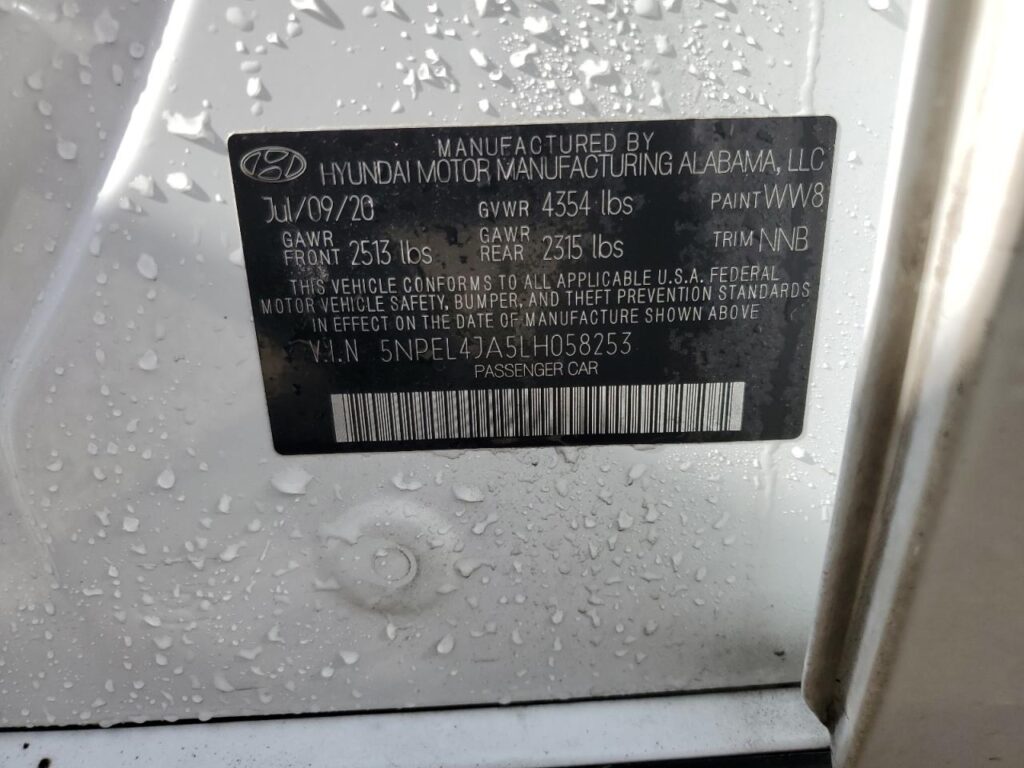 MANUFACTURED BY
HYUNDAI MOTOR MANUFACTURING ALABAMA, LLC
Jul/09/20 GVWR 4354 lbs PAINT WW8
GAWR FRONT 2513 lbs GAWR REAR 2315 lbs TRIM NNB
THIS VEHICLE CONFORMS TO ALL APPLICABLE U.S.A. FEDERAL
MOTOR VEHICLE SAFETY, BUMPER, AND THEFT PREVENTION STANDARDS
IN EFFECT ON THE DATE OF MANUFACTURE SHOWN ABOVE
V.I.N 5NPEL4JA5LH058253
PASSENGER CAR